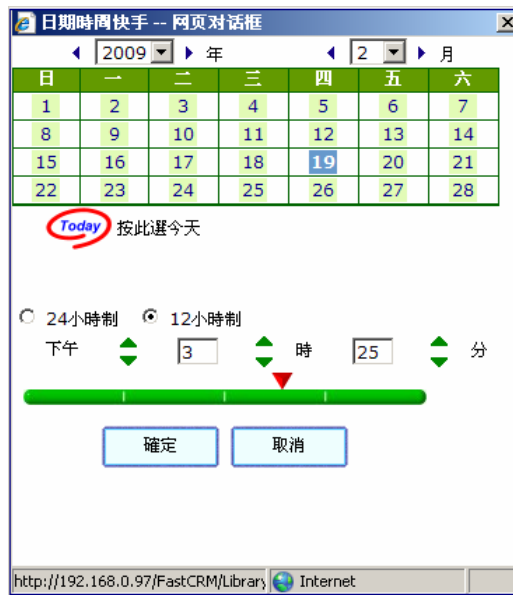 日期時間快手 -- 网页对话框
2009 年 2 月
日 一 二 三 四 五 六
1 2 3 4 5 6 7
8 9 10 11 12 13 14
15 16 17 18 19 20 21
22 23 24 25 26 27 28
Today 按此選今天
24小時制 12小時制
下午 3 時 25 分
確定 取消
http://192.168.0.97/FastCRM/Library Internet